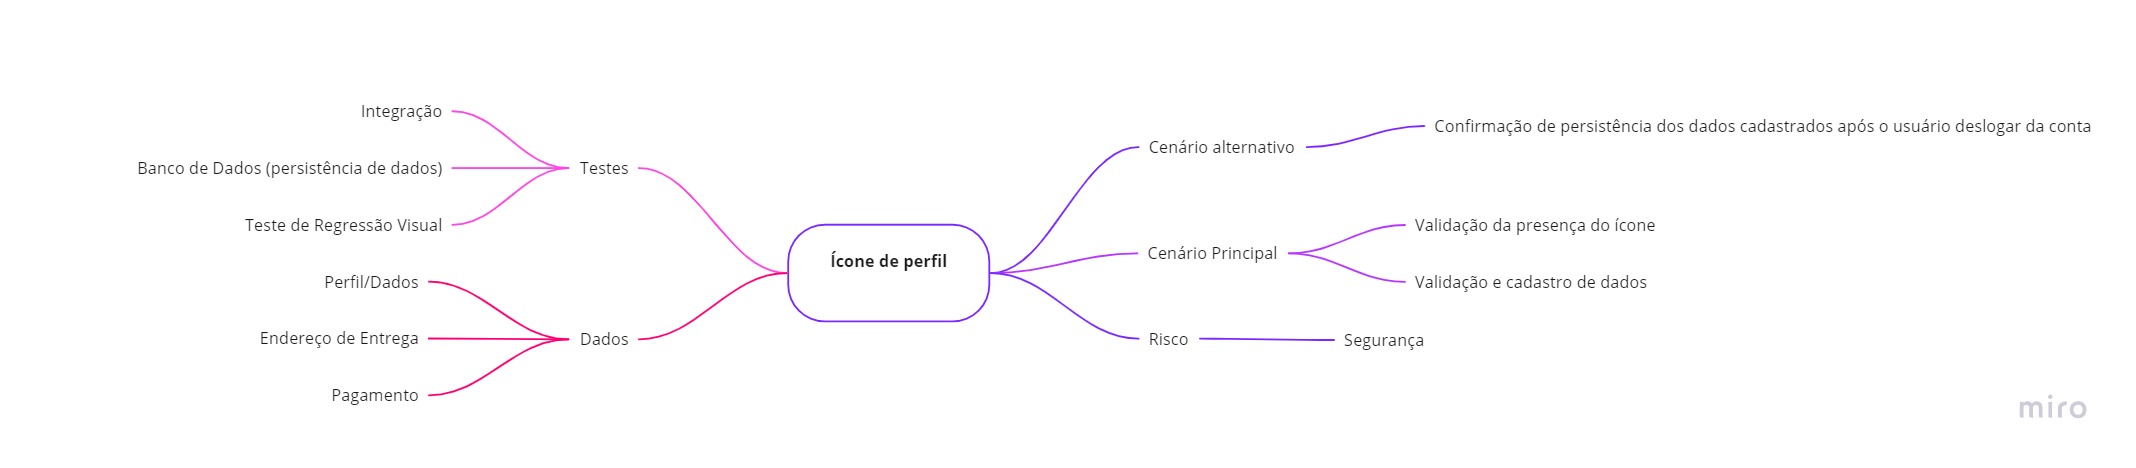 Ícone de perfil
Testes
Integração
Banco de Dados (persistência de dados)
Teste de Regressão Visual
Dados
Perfil/Dados
Endereço de Entrega
Pagamento
Cenário alternativo
Confirmação de persistência dos dados cadastrados após o usuário deslogar da conta
Cenário Principal
Validação da presença do ícone
Validação e cadastro de dados
Risco
Segurança
miro